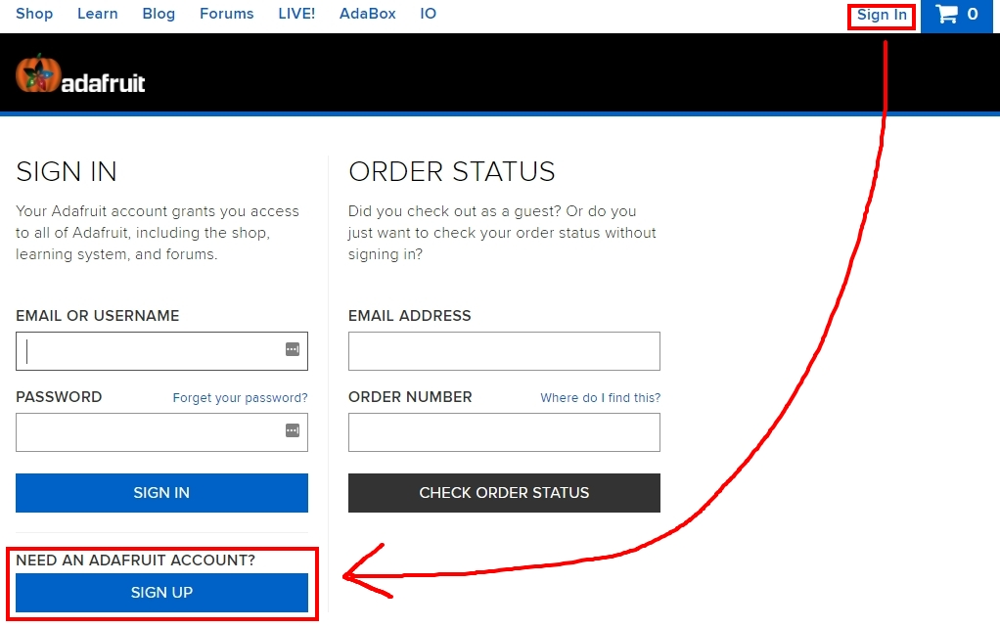 Shop Learn Blog Forums LIVE! AdaBox IO Sign In 0
adafruit
SIGN IN
Your Adafruit account grants you access
to all of Adafruit, including the shop,
learning system, and forums.
EMAIL OR USERNAME
PASSWORD Forget your password?
SIGN IN
NEED AN ADAFRUIT ACCOUNT?
SIGN UP
ORDER STATUS
Did you check out as a guest? Or do you
just want to check your order status without
signing in?
EMAIL ADDRESS
ORDER NUMBER Where do I find this?
CHECK ORDER STATUS